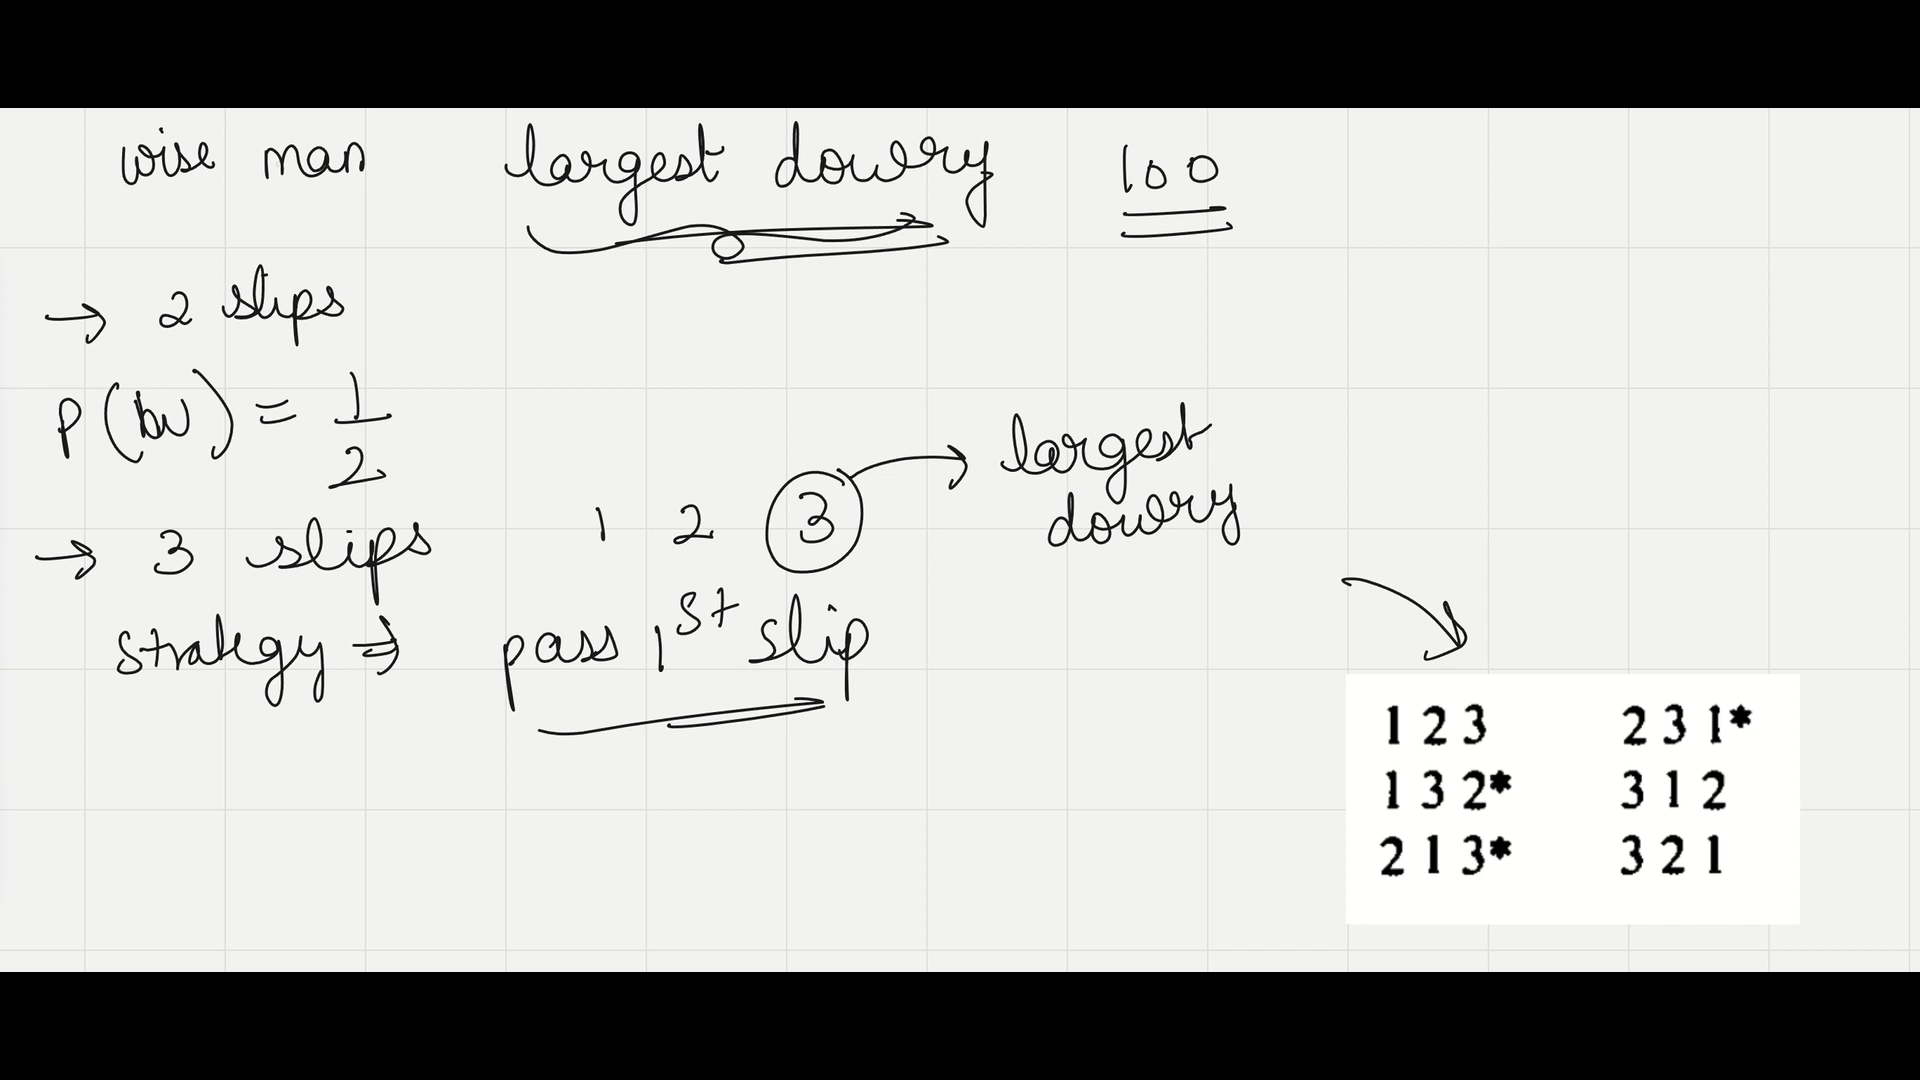 wise man largest dowry 100
→ 2 slips
P(W) = 1/2
→ 3 slips 1 2 3 → largest dowry
strategy ⇒ pass 1st slip
1 2 3 2 3 1*
1 3 2* 3 1 2
2 1 3* 3 2 1